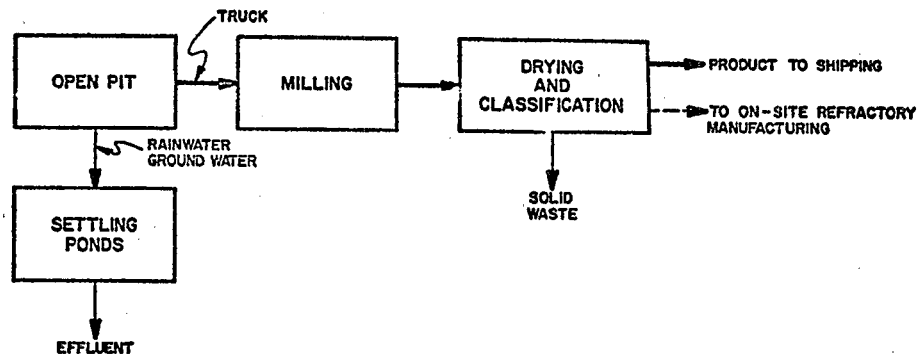 TRUCK
OPEN PIT
MILLING
DRYING
AND
CLASSIFICATION
PRODUCT TO SHIPPING
TO ON-SITE REFRACTORY
MANUFACTURING
RAINWATER
GROUND WATER
SOLID
WASTE
SETTLING
PONDS
EFFLUENT